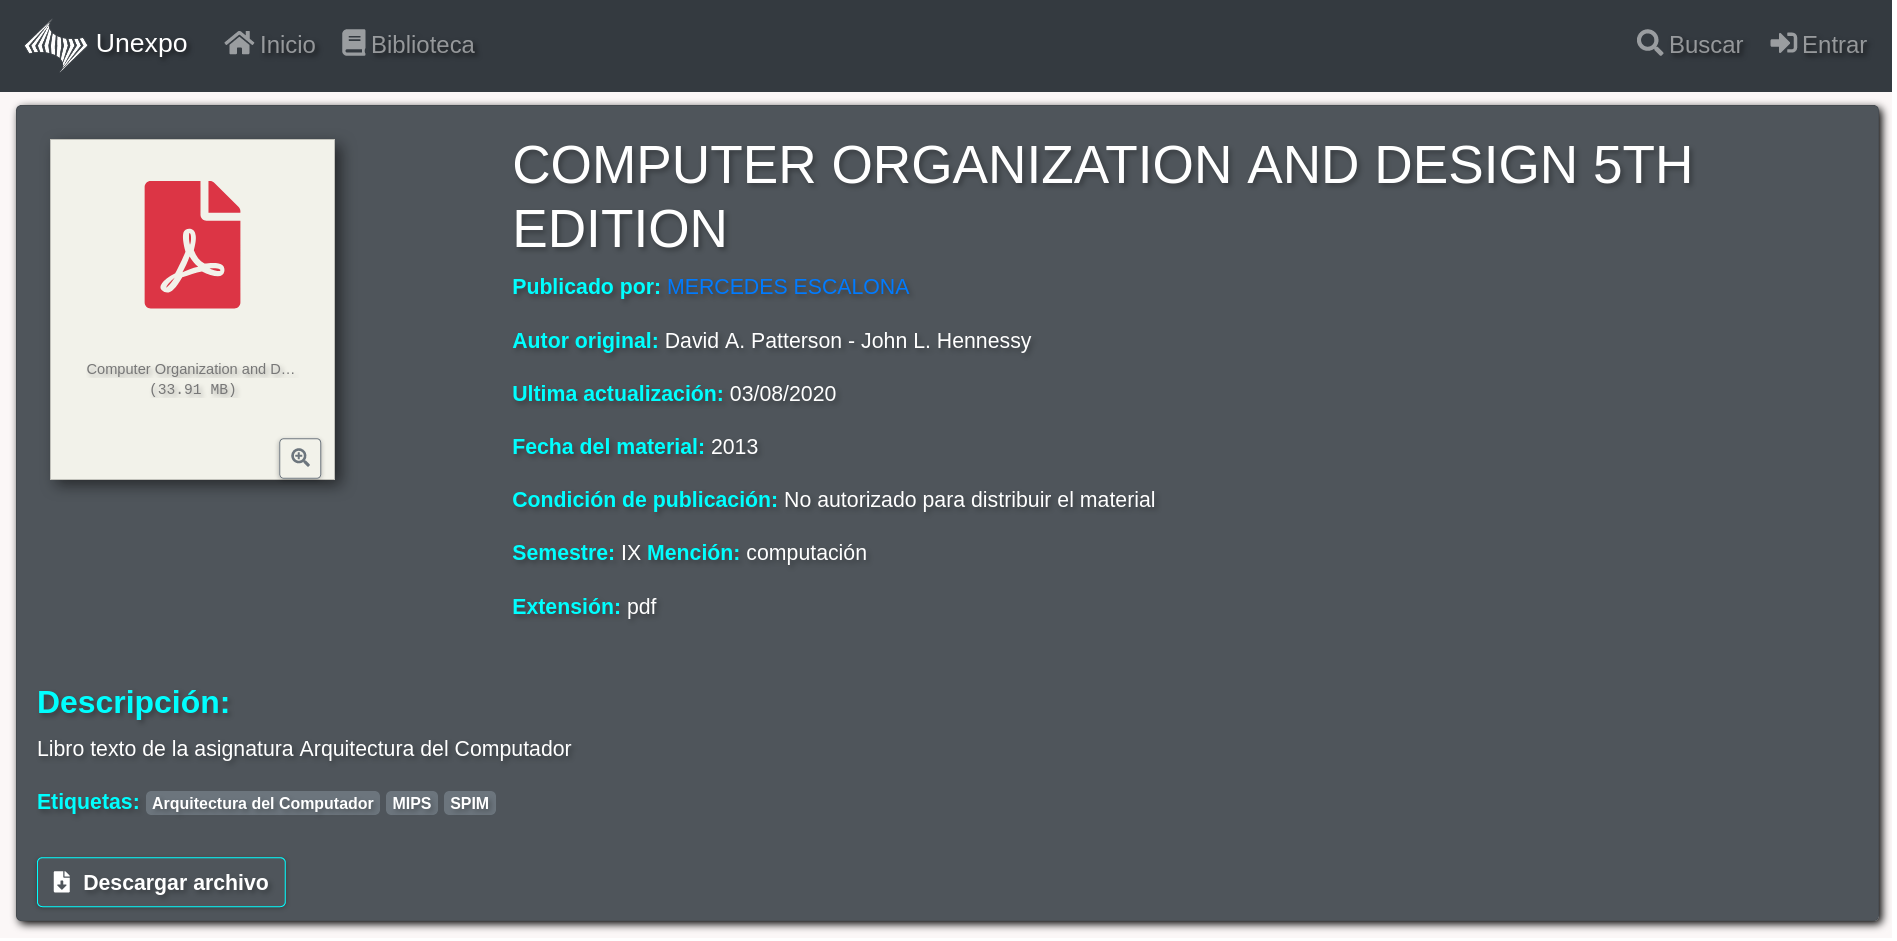 Unexpo Inicio Biblioteca Buscar Entrar
Computer Organization and D…
(33.91 MB)
COMPUTER ORGANIZATION AND DESIGN 5TH
EDITION
Publicado por: MERCEDES ESCALONA
Autor original: David A. Patterson - John L. Hennessy
Ultima actualización: 03/08/2020
Fecha del material: 2013
Condición de publicación: No autorizado para distribuir el material
Semestre: IX Mención: computación
Extensión: pdf
Descripción:
Libro texto de la asignatura Arquitectura del Computador
Etiquetas: Arquitectura del Computador MIPS SPIM
Descargar archivo